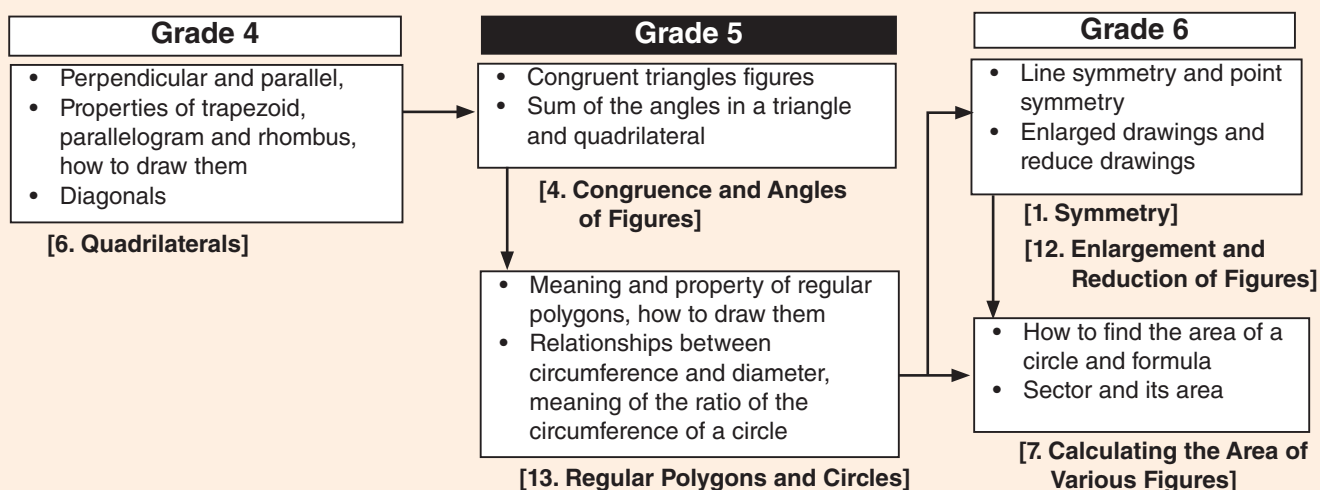 Grade 4
• Perpendicular and parallel,
• Properties of trapezoid,
parallelogram and rhombus,
how to draw them
• Diagonals
[6. Quadrilaterals]
Grade 5
• Congruent triangles figures
• Sum of the angles in a triangle
and quadrilateral
[4. Congruence and Angles
of Figures]
• Meaning and property of regular
polygons, how to draw them
• Relationships between
circumference and diameter,
meaning of the ratio of the
circumference of a circle
[13. Regular Polygons and Circles]
Grade 6
• Line symmetry and point
symmetry
• Enlarged drawings and
reduce drawings
[1. Symmetry]
[12. Enlargement and
Reduction of Figures]
• How to find the area of a
circle and formula
• Sector and its area
[7. Calculating the Area of
Various Figures]